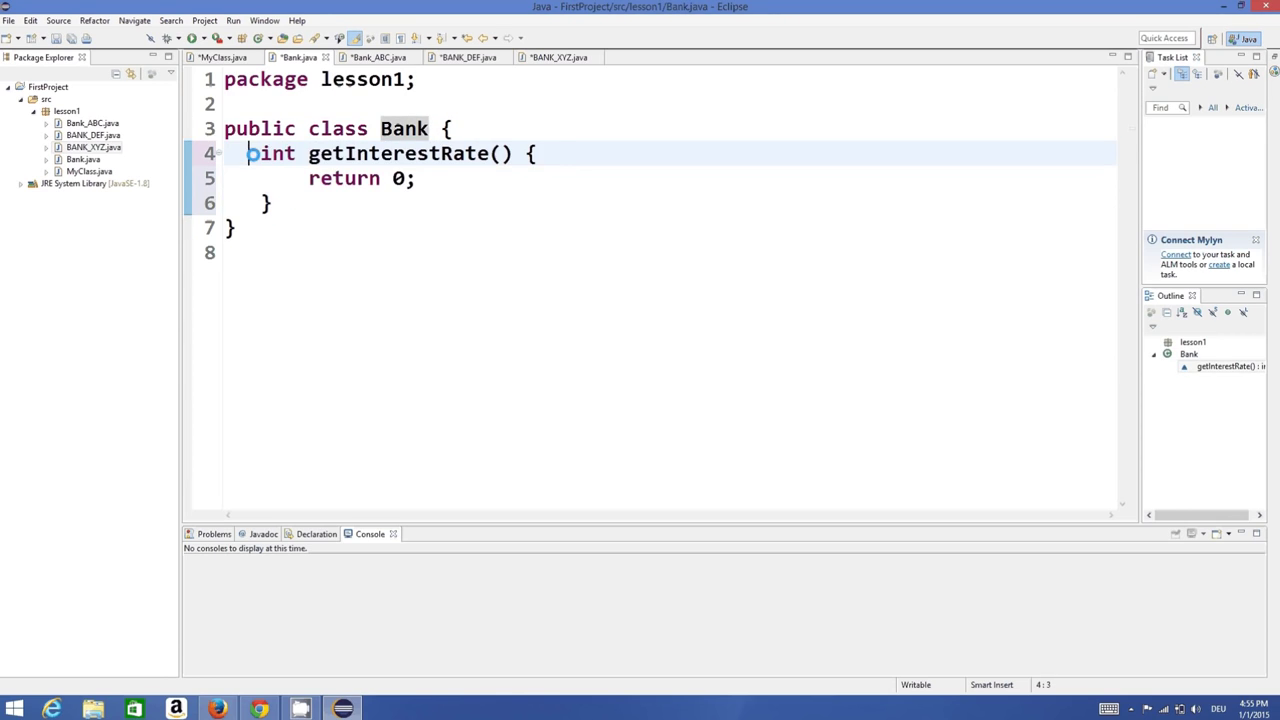 Java - FirstProject/src/lesson1/Bank.java - Eclipse
File Edit Source Refactor Navigate Search Project Run Window Help
Quick Access
Java
Package Explorer
*MyClass.java
*Bank.java
*Bank_ABC.java
*BANK_DEF.java
*BANK_XYZ.java
Task List
FirstProject
src
lesson1
Bank_ABC.java
BANK_DEF.java
BANK_XYZ.java
Bank.java
MyClass.java
JRE System Library [JavaSE-1.8]
1 package lesson1;
2
3 public class Bank {
4 int getInterestRate() {
5 return 0;
6 }
7 }
8
Find
All
Activa...
Connect Mylyn
Connect to your task and
ALM tools or create a local
task.
Outline
lesson1
Bank
getInterestRate() : in
Problems
Javadoc
Declaration
Console
No consoles to display at this time.
Writable
Smart Insert
4 : 3
DEU
4:55 PM
1/1/2015